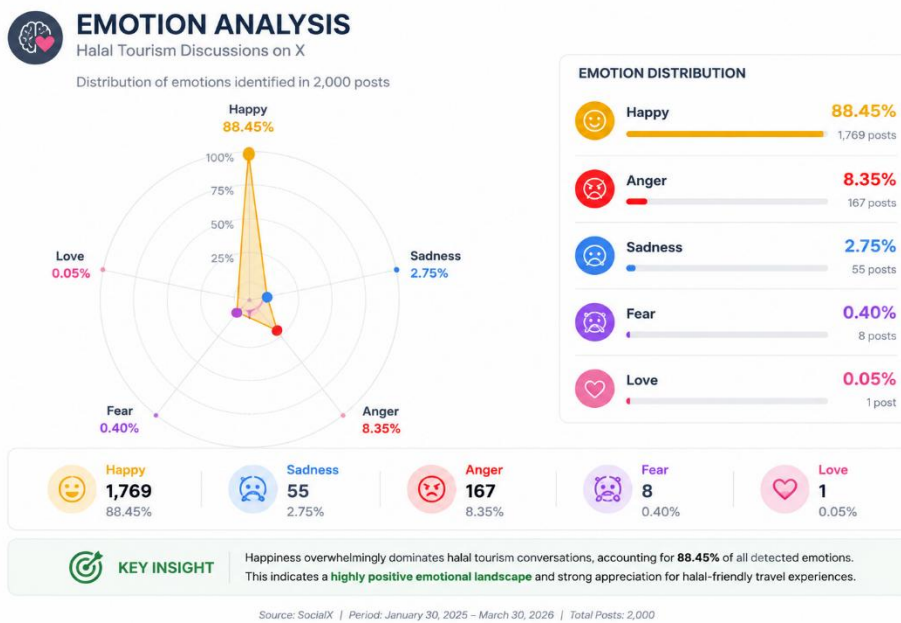 EMOTION ANALYSIS
Halal Tourism Discussions on X
Distribution of emotions identified in 2,000 posts
Happy
88.45%
100%
75%
50%
25%
Love
0.05%
Sadness
2.75%
Fear
0.40%
Anger
8.35%
EMOTION DISTRIBUTION
Happy
88.45%
1,769 posts
Anger
8.35%
167 posts
Sadness
2.75%
55 posts
Fear
0.40%
8 posts
Love
0.05%
1 post
Happy
1,769
88.45%
Sadness
55
2.75%
Anger
167
8.35%
Fear
8
0.40%
Love
1
0.05%
KEY INSIGHT
Happiness overwhelmingly dominates halal tourism conversations, accounting for 88.45% of all detected emotions.
This indicates a highly positive emotional landscape and strong appreciation for halal-friendly travel experiences.
Source: SocialX | Period: January 30, 2025 – March 30, 2026 | Total Posts: 2,000